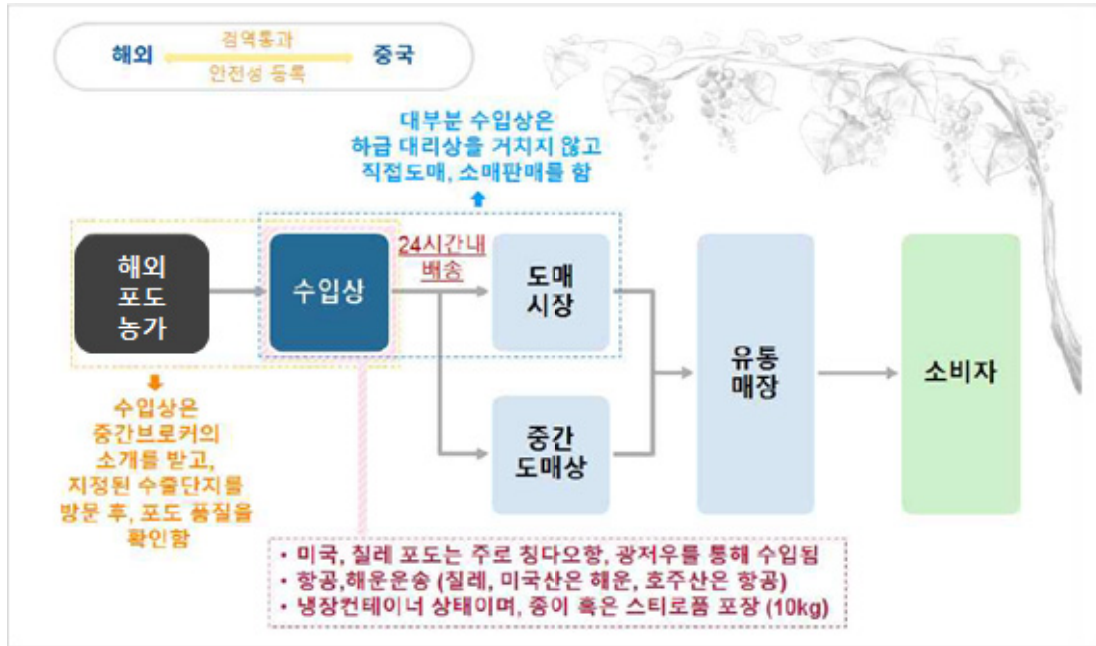 해외
검역통과
중국
안전성 등록
대부분 수입상은
하급 대리상을 거치지 않고
직접도매, 소매판매를 함
해외
포도
농가
수입상
24시간내
배송
도매
시장
중간
도매상
유통
매장
소비자
수입상은
중간브로커의
소개를 받고,
지정된 수출단지를
방문 후, 포도 품질을
확인함
• 미국, 칠레 포도는 주로 칭다오항, 광저우를 통해 수입됨
• 항공,해운운송 (칠레, 미국산은 해운, 호주산은 항공)
• 냉장컨테이너 상태이며, 종이 혹은 스티로폼 포장 (10kg)